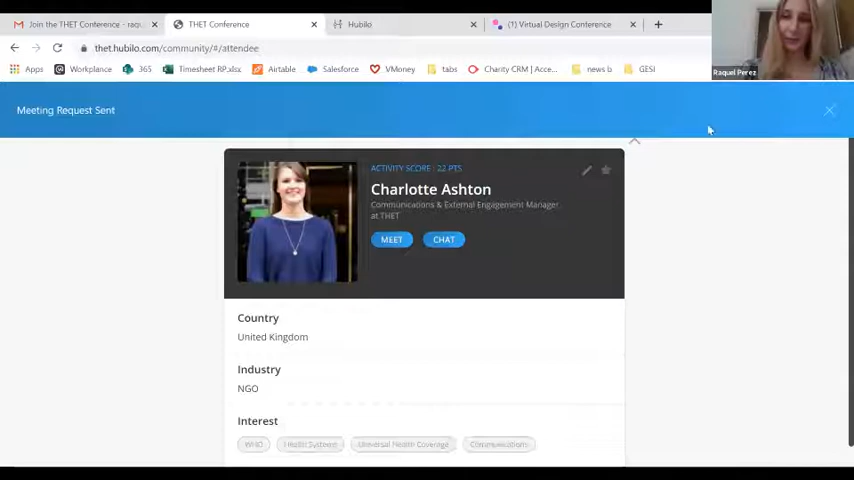 Join the THET Conference - raqu
THET Conference
Hubilo
(1) Virtual Design Conference
thet.hubilo.com/community/#/attendee
Apps
Workplance
365
Timesheet RP.xlsx
Airtable
Salesforce
VMoney
tabs
Charity CRM | Acce...
news b
GESI
Raquel Perez
Meeting Request Sent
ACTIVITY SCORE : 22 PTS
Charlotte Ashton
Communications & External Engagement Manager
at THET
MEET
CHAT
Country
United Kingdom
Industry
NGO
Interest
WHO
Health Systems
Universal Health Coverage
Communications